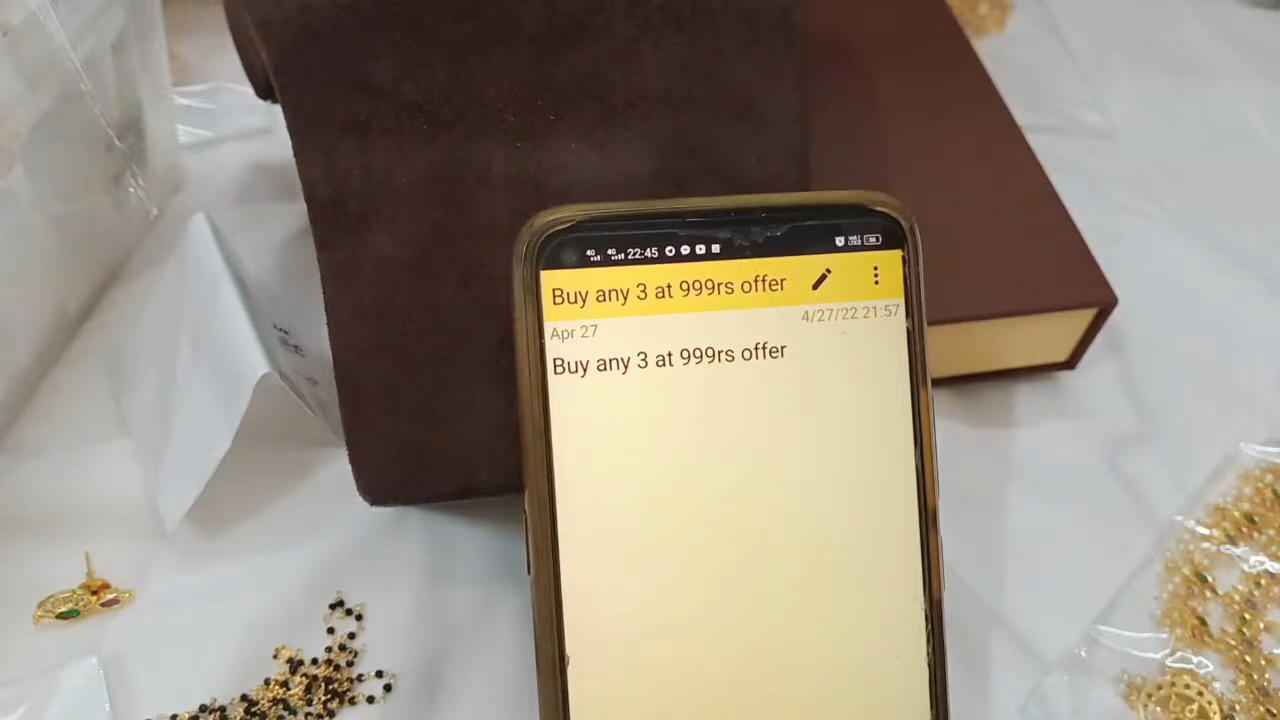 22:45
Buy any 3 at 999rs offer
Apr 27
4/27/22 21:57
Buy any 3 at 999rs offer